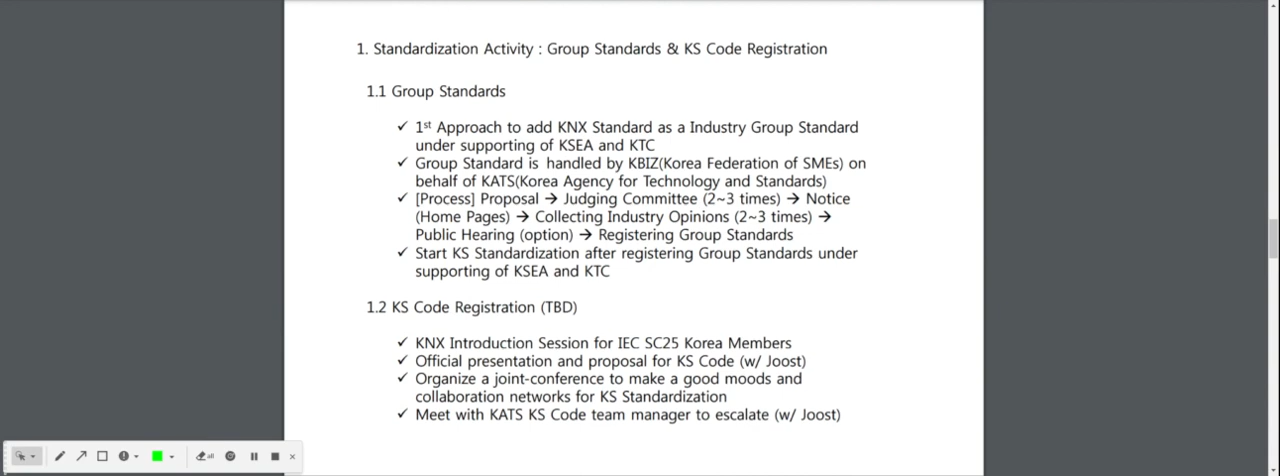 1. Standardization Activity : Group Standards & KS Code Registration
1.1 Group Standards
✓ 1st Approach to add KNX Standard as a Industry Group Standard
under supporting of KSEA and KTC
✓ Group Standard is handled by KBIZ(Korea Federation of SMEs) on
behalf of KATS(Korea Agency for Technology and Standards)
✓ [Process] Proposal → Judging Committee (2~3 times) → Notice
(Home Pages) → Collecting Industry Opinions (2~3 times) →
Public Hearing (option) → Registering Group Standards
✓ Start KS Standardization after registering Group Standards under
supporting of KSEA and KTC
1.2 KS Code Registration (TBD)
✓ KNX Introduction Session for IEC SC25 Korea Members
✓ Official presentation and proposal for KS Code (w/ Joost)
✓ Organize a joint-conference to make a good moods and
collaboration networks for KS Standardization
✓ Meet with KATS KS Code team manager to escalate (w/ Joost)
all